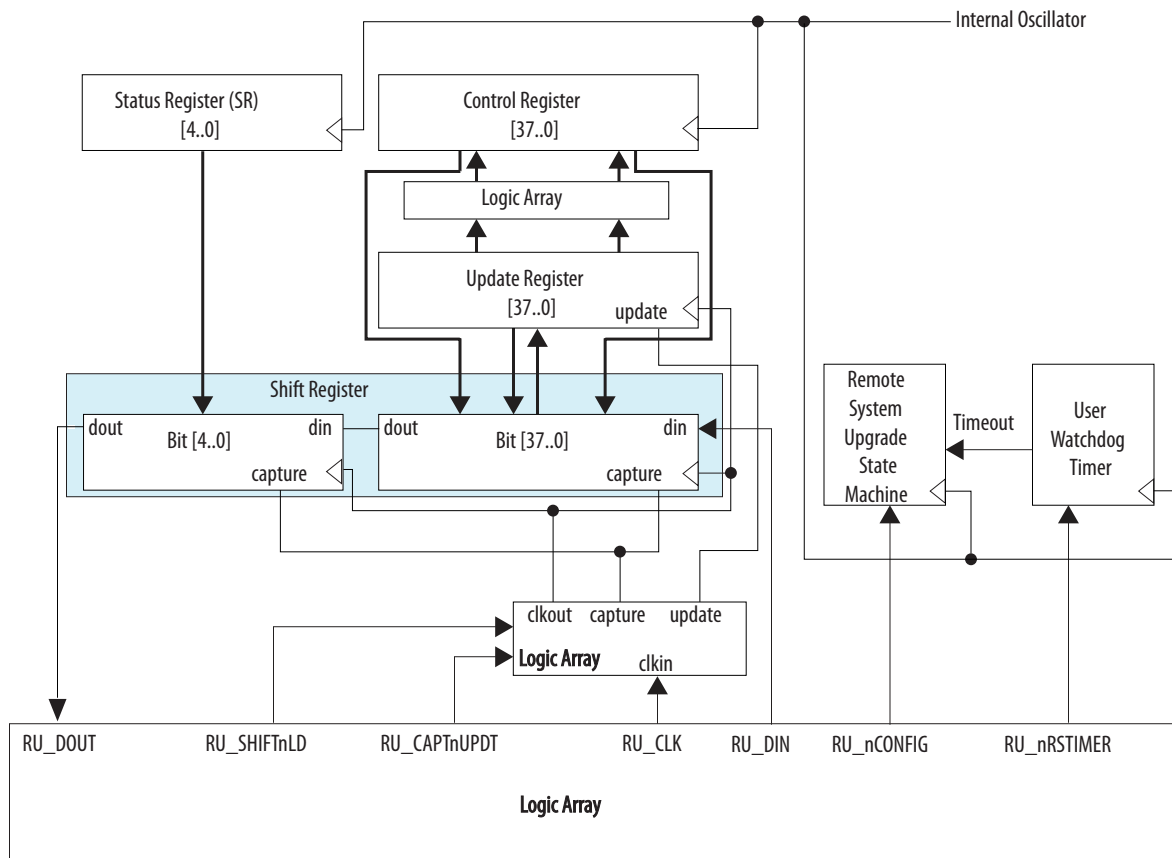 Internal Oscillator
Status Register (SR)
[4..0]
Control Register
[37..0]
Logic Array
Update Register
[37..0]
update
Shift Register
dout
Bit [4..0]
din
capture
dout
Bit [37..0]
din
capture
Remote
System
Upgrade
State
Machine
Timeout
User
Watchdog
Timer
clkout
capture
update
Logic Array
clkin
RU_DOUT
RU_SHIFTnLD
RU_CAPTnUPDT
RU_CLK
RU_DIN
RU_nCONFIG
RU_nRSTIMER
Logic Array